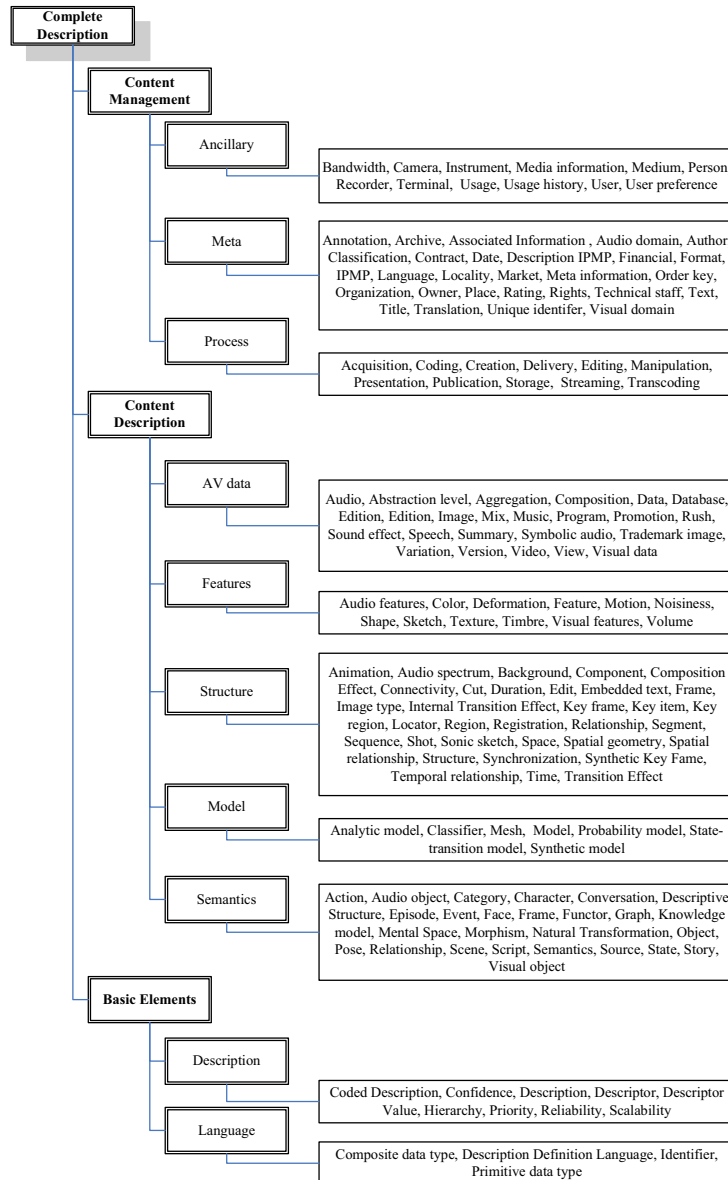 Complete
Description
Content
Management
Ancillary
Bandwidth, Camera, Instrument, Media information, Medium, Person
Recorder, Terminal, Usage, Usage history, User, User preference
Meta
Annotation, Archive, Associated Information , Audio domain, Author
Classification, Contract, Date, Description IPMP, Financial, Format,
IPMP, Language, Locality, Market, Meta information, Order key,
Organization, Owner, Place, Rating, Rights, Technical staff, Text,
Title, Translation, Unique identifer, Visual domain
Process
Acquisition, Coding, Creation, Delivery, Editing, Manipulation,
Presentation, Publication, Storage, Streaming, Transcoding
Content
Description
AV data
Audio, Abstraction level, Aggregation, Composition, Data, Database,
Edition, Edition, Image, Mix, Music, Program, Promotion, Rush,
Sound effect, Speech, Summary, Symbolic audio, Trademark image,
Variation, Version, Video, View, Visual data
Features
Audio features, Color, Deformation, Feature, Motion, Noisiness,
Shape, Sketch, Texture, Timbre, Visual features, Volume
Structure
Animation, Audio spectrum, Background, Component, Composition
Effect, Connectivity, Cut, Duration, Edit, Embedded text, Frame,
Image type, Internal Transition Effect, Key frame, Key item, Key
region, Locator, Region, Registration, Relationship, Segment,
Sequence, Shot, Sonic sketch, Space, Spatial geometry, Spatial
relationship, Structure, Synchronization, Synthetic Key Fame,
Temporal relationship, Time, Transition Effect
Model
Analytic model, Classifier, Mesh, Model, Probability model, State-
transition model, Synthetic model
Semantics
Action, Audio object, Category, Character, Conversation, Descriptive
Structure, Episode, Event, Face, Frame, Functor, Graph, Knowledge
model, Mental Space, Morphism, Natural Transformation, Object,
Pose, Relationship, Scene, Script, Semantics, Source, State, Story,
Visual object
Basic Elements
Description
Coded Description, Confidence, Description, Descriptor, Descriptor
Value, Hierarchy, Priority, Reliability, Scalability
Language
Composite data type, Description Definition Language, Identifier,
Primitive data type